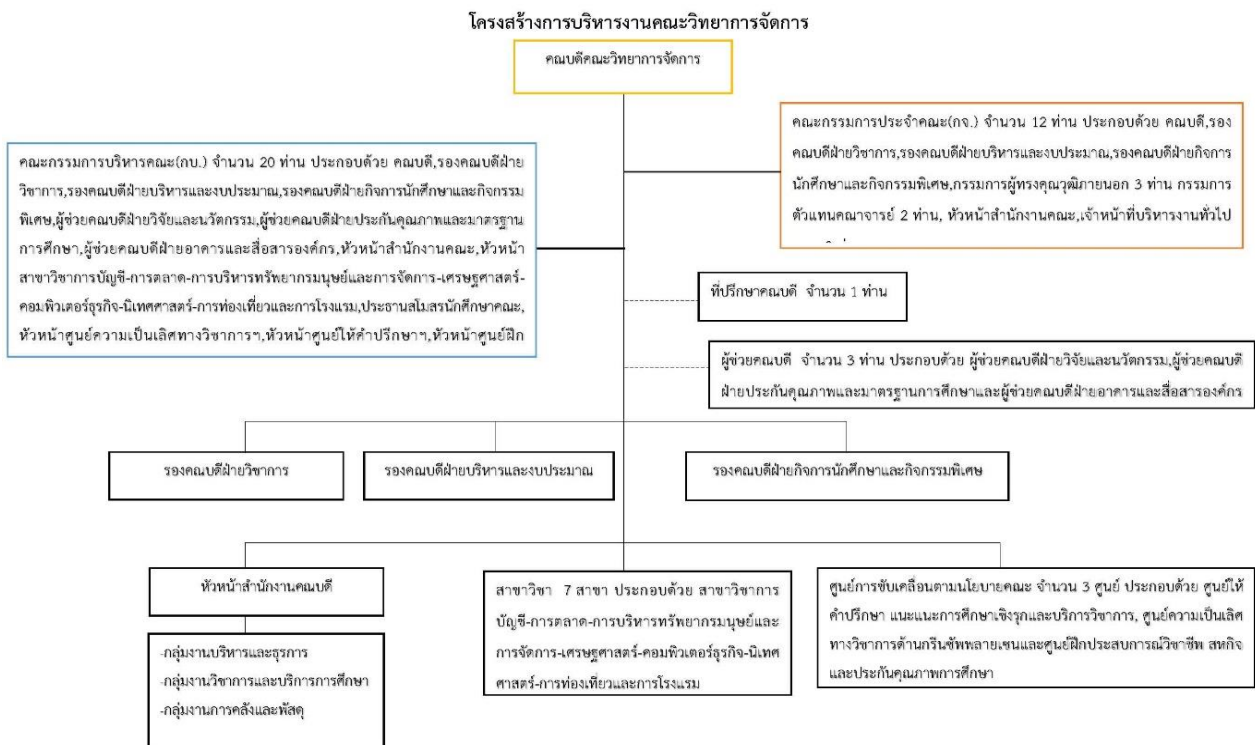 โครงสร้างการบริหารงานคณะวิทยาการจัดการ
คณบดีคณะวิทยาการจัดการ
คณะกรรมการประจำคณะ(กจ.) จำนวน 12 ท่าน ประกอบด้วย คณบดี,รอง
คณบดีฝ่ายวิชาการ,รองคณบดีฝ่ายบริหารและงบประมาณ,รองคณบดีฝ่ายกิจการ
นักศึกษาและกิจกรรมพิเศษ,กรรมการผู้ทรงคุณวุฒิภายนอก 3 ท่าน กรรมการ
ตัวแทนคณาจารย์ 2 ท่าน, หัวหน้าสำนักงานคณะ,เจ้าหน้าที่บริหารงานทั่วไป
คณะกรรมการบริหารคณะ(กบ.) จำนวน 20 ท่าน ประกอบด้วย คณบดี,รองคณบดีฝ่าย
วิชาการ,รองคณบดีฝ่ายบริหารและงบประมาณ,รองคณบดีฝ่ายกิจการนักศึกษาและกิจกรรม
พิเศษ,ผู้ช่วยคณบดีฝ่ายวิจัยและนวัตกรรม,ผู้ช่วยคณบดีฝ่ายประกันคุณภาพและมาตรฐาน
การศึกษา,ผู้ช่วยคณบดีฝ่ายอาคารและสื่อสารองค์กร,หัวหน้าสำนักงานคณะ,หัวหน้า
สาขาวิชาการบัญชี-การตลาด-การบริหารทรัพยากรมนุษย์และการจัดการ-เศรษฐศาสตร์-
คอมพิวเตอร์ธุรกิจ-นิเทศศาสตร์-การท่องเที่ยวและการโรงแรม,ประธานสโมสรนักศึกษาคณะ,
หัวหน้าศูนย์ความเป็นเลิศทางวิชาการฯ,หัวหน้าศูนย์ให้คำปรึกษาฯ,หัวหน้าศูนย์ฝึก
ที่ปรึกษาคณบดี จำนวน 1 ท่าน
ผู้ช่วยคณบดี จำนวน 3 ท่าน ประกอบด้วย ผู้ช่วยคณบดีฝ่ายวิจัยและนวัตกรรม,ผู้ช่วยคณบดี
ฝ่ายประกันคุณภาพและมาตรฐานการศึกษาและผู้ช่วยคณบดีฝ่ายอาคารและสื่อสารองค์กร
รองคณบดีฝ่ายวิชาการ
รองคณบดีฝ่ายบริหารและงบประมาณ
รองคณบดีฝ่ายกิจการนักศึกษาและกิจกรรมพิเศษ
หัวหน้าสำนักงานคณบดี
-กลุ่มงานบริหารและธุรการ
-กลุ่มงานวิชาการและบริการการศึกษา
-กลุ่มงานการคลังและพัสดุ
สาขาวิชา 7 สาขา ประกอบด้วย สาขาวิชาการ
บัญชี-การตลาด-การบริหารทรัพยากรมนุษย์และ
การจัดการ-เศรษฐศาสตร์-คอมพิวเตอร์ธุรกิจ-นิเทศ
ศาสตร์-การท่องเที่ยวและการโรงแรม
ศูนย์การขับเคลื่อนตามนโยบายคณะ จำนวน 3 ศูนย์ ประกอบด้วย ศูนย์ให้
คำปรึกษา แนะแนะการศึกษาเชิงรุกและบริการวิชาการ, ศูนย์ความเป็นเลิศ
ทางวิชาการด้านกรีนซัพพลายเชนและศูนย์ฝึกประสบการณ์วิชาชีพ สหกิจ
และประกันคุณภาพการศึกษา